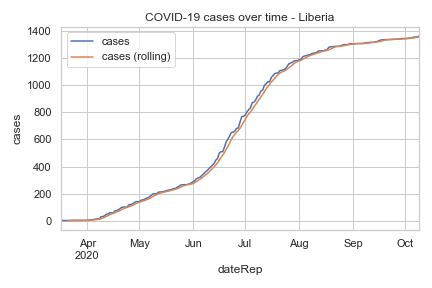 COVID-19 cases over time - Liberia
cases
cases (rolling)
1400
1200
1000
800
600
400
200
0
cases
Apr May Jun Jul Aug Sep Oct
2020
dateRep